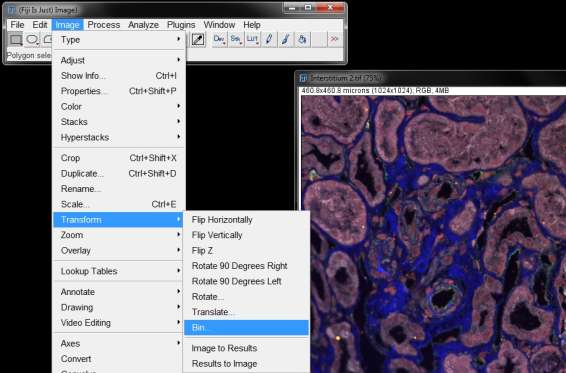 (Fiji Is Just) ImageJ
File Edit Image Process Analyze Plugins Window Help
Dev Stk LUT >>
Polygon sele
Type
Adjust
Show Info... Ctrl+I
Properties... Ctrl+Shift+P
Color
Stacks
Hyperstacks
Crop Ctrl+Shift+X
Duplicate... Ctrl+Shift+D
Rename...
Scale... Ctrl+E
Transform
Zoom
Overlay
Lookup Tables
Annotate
Drawing
Video Editing
Axes
Convert
Flip Horizontally
Flip Vertically
Flip Z
Rotate 90 Degrees Right
Rotate 90 Degrees Left
Rotate...
Translate...
Bin...
Image to Results
Results to Image
Interstitium 2.tif (75%)
460.8x460.8 microns (1024x1024); RGB; 4MB